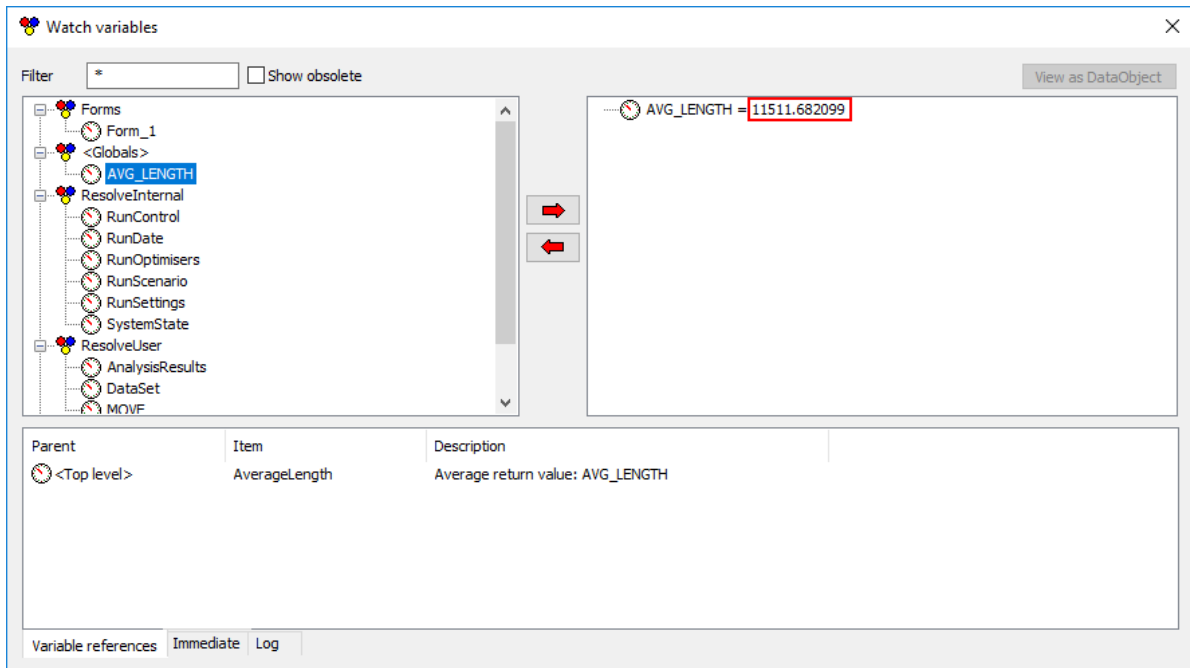 Watch variables
Filter * Show obsolete View as DataObject
Forms
Form_1
<Globals>
AVG_LENGTH
ResolveInternal
RunControl
RunDate
RunOptimisers
RunScenario
RunSettings
SystemState
ResolveUser
AnalysisResults
DataSet
MOVE
AVG_LENGTH = 11511.682099
Parent Item Description
<Top level> AverageLength Average return value: AVG_LENGTH
Variable references Immediate Log